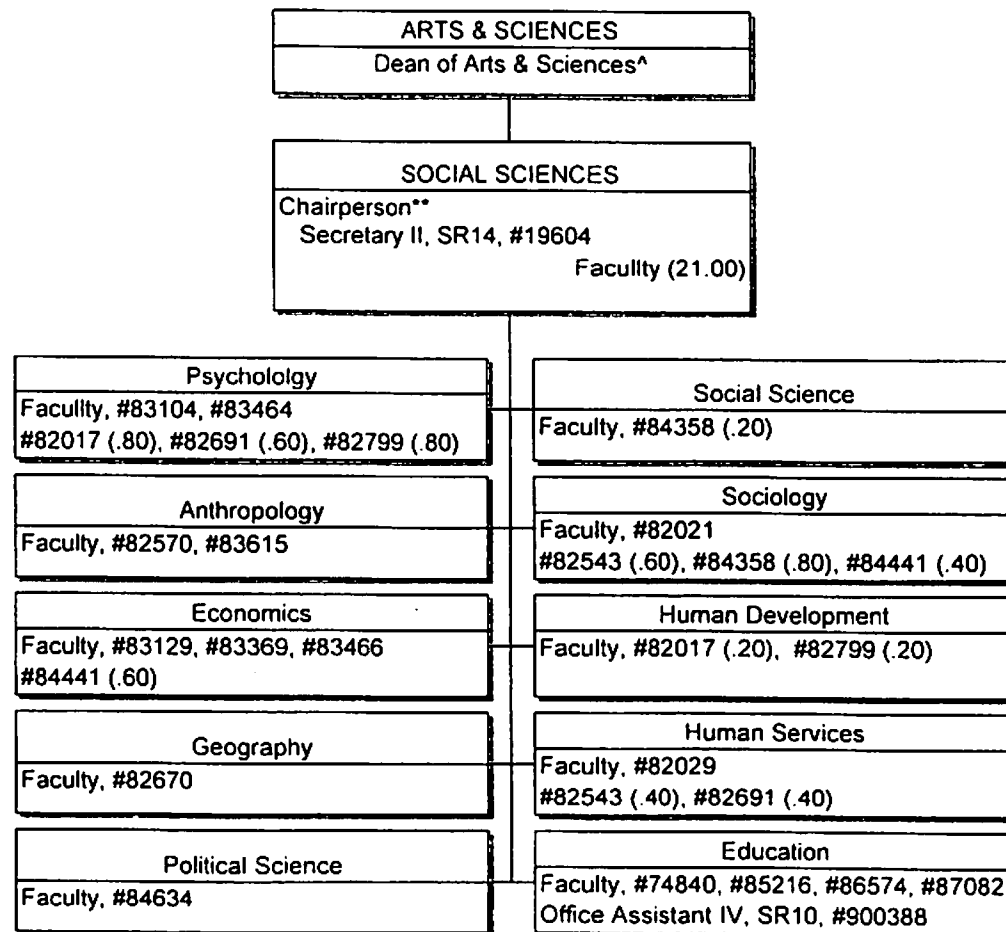 ARTS & SCIENCES
Dean of Arts & Sciences^
SOCIAL SCIENCES
Chairperson**
Secretary II, SR14, #19604
Facullty (21.00)
Psychololgy
Facullty, #83104, #83464
#82017 (.80), #82691 (.60), #82799 (.80)
Social Science
Faculty, #84358 (.20)
Anthropology
Faculty, #82570, #83615
Sociology
Faculty, #82021
#82543 (.60), #84358 (.80), #84441 (.40)
Economics
Faculty, #83129, #83369, #83466
#84441 (.60)
Human Development
Faculty, #82017 (.20), #82799 (.20)
Geography
Faculty, #82670
Human Services
Faculty, #82029
#82543 (.40), #82691 (.40)
Political Science
Faculty, #84634
Education
Faculty, #74840, #85216, #86574, #87082
Office Assistant IV, SR10, #900388